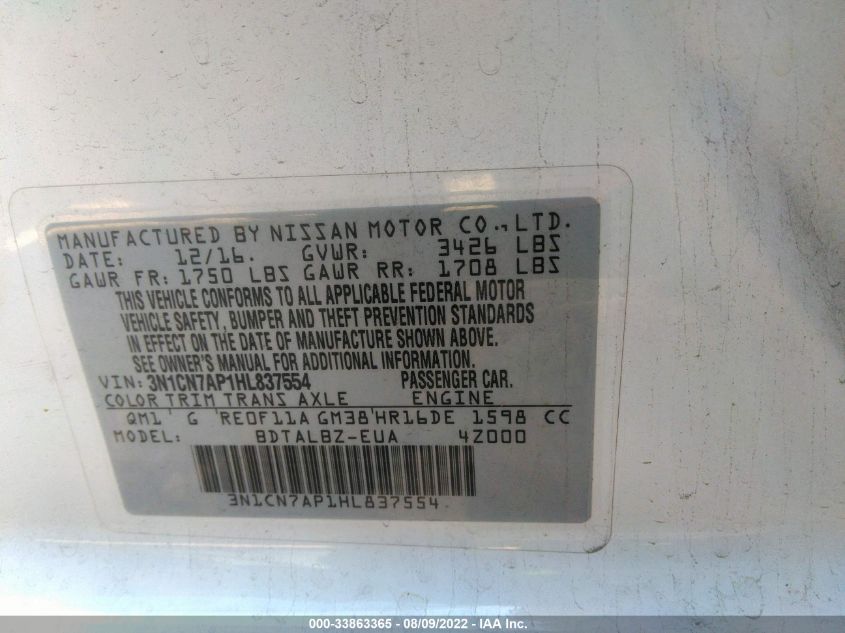 MANUFACTURED BY NISSAN MOTOR CO.,LTD.
DATE: 12/16. GVWR: 3426 LBS
GAWR FR: 1750 LBS GAWR RR: 1708 LBS
THIS VEHICLE CONFORMS TO ALL APPLICABLE FEDERAL MOTOR
VEHICLE SAFETY, BUMPER AND THEFT PREVENTION STANDARDS
IN EFFECT ON THE DATE OF MANUFACTURE SHOWN ABOVE.
SEE OWNER'S MANUAL FOR ADDITIONAL INFORMATION.
VIN: 3N1CN7AP1HL837554 PASSENGER CAR.
COLOR TRIM TRANS AXLE ENGINE
QM1 G RE0F11A GM38 HR16DE 1598 CC
MODEL: BDTALBZ-EUA 4Z000
3N1CN7AP1HL837554
000-33863365 - 08/09/2022 - IAA Inc.